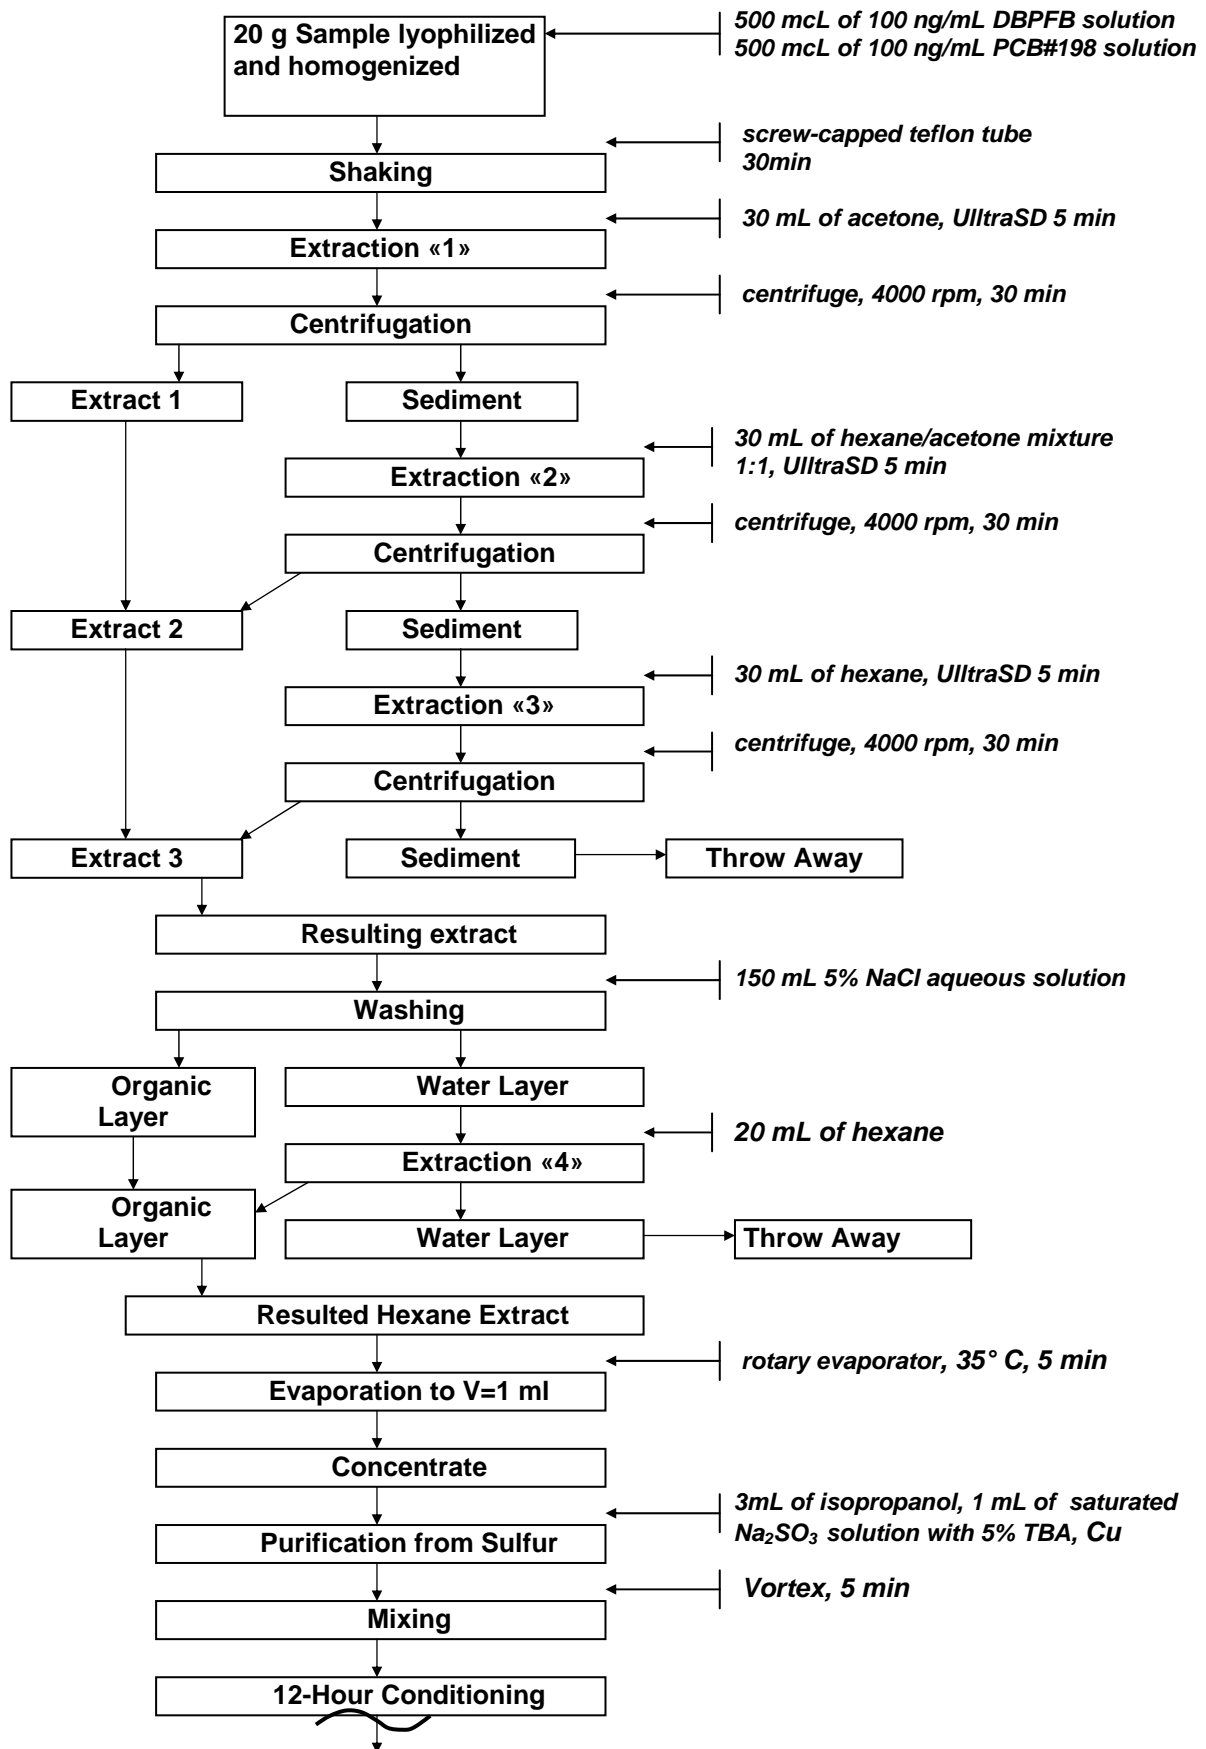 500 mcL of 100 ng/mL DBPFB solution
500 mcL of 100 ng/mL PCB#198 solution
20 g Sample lyophilized
and homogenized
screw-capped teflon tube
30min
Shaking
30 mL of acetone, UlltraSD 5 min
Extraction «1»
centrifuge, 4000 rpm, 30 min
Centrifugation
Extract 1
Sediment
30 mL of hexane/acetone mixture
1:1, UlltraSD 5 min
Extraction «2»
centrifuge, 4000 rpm, 30 min
Centrifugation
Extract 2
Sediment
30 mL of hexane, UlltraSD 5 min
Extraction «3»
centrifuge, 4000 rpm, 30 min
Centrifugation
Extract 3
Sediment
Throw Away
Resulting extract
150 mL 5% NaCl aqueous solution
Washing
Organic
Layer
Water Layer
20 mL of hexane
Extraction «4»
Organic
Layer
Water Layer
Throw Away
Resulted Hexane Extract
rotary evaporator, 35° C, 5 min
Evaporation to V=1 ml
Concentrate
3mL of isopropanol, 1 mL of saturated
Na₂SO₃ solution with 5% TBA, Cu
Purification from Sulfur
Vortex, 5 min
Mixing
12-Hour Conditioning